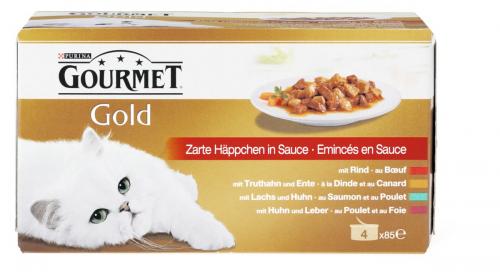 PURINA
GOURMET
Gold
Zarte Häppchen in Sauce · Emincés en Sauce
mit Rind · au Bœuf
mit Truthahn und Ente · à la Dinde et au Canard
mit Lachs und Huhn · au Saumon et au Poulet
mit Huhn und Leber · au Poulet et au Foie
4 x85℮